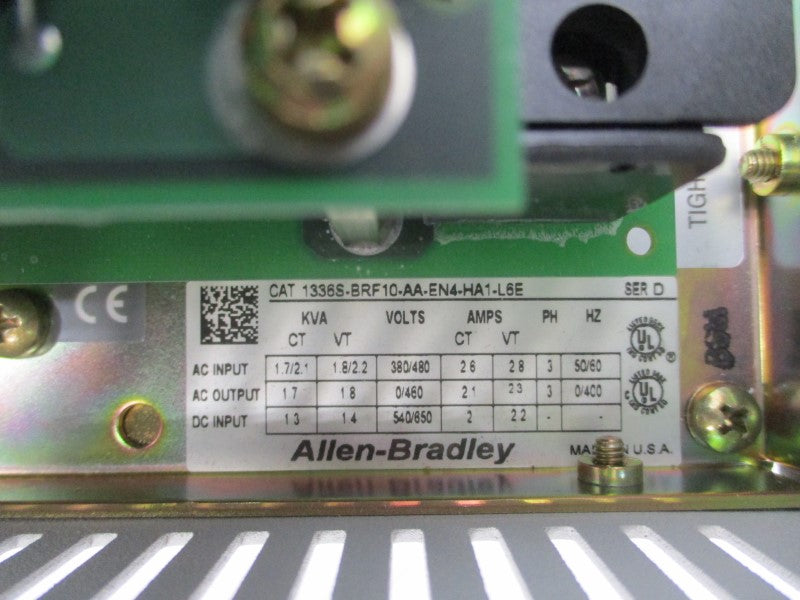 TIGH
CE
CAT 1336S-BRF10-AA-EN4-HA1-L6E SER D
KVA VOLTS AMPS PH HZ
CT VT CT VT
AC INPUT 1.7/2.1 1.8/2.2 380/480 2.6 2.8 3 50/60
AC OUTPUT 1.7 1.8 0/460 2.1 2.3 3 0/400
DC INPUT 1.3 1.4 540/650 2 2.2 - -
UL
®
UL
Allen-Bradley
U.S.A.